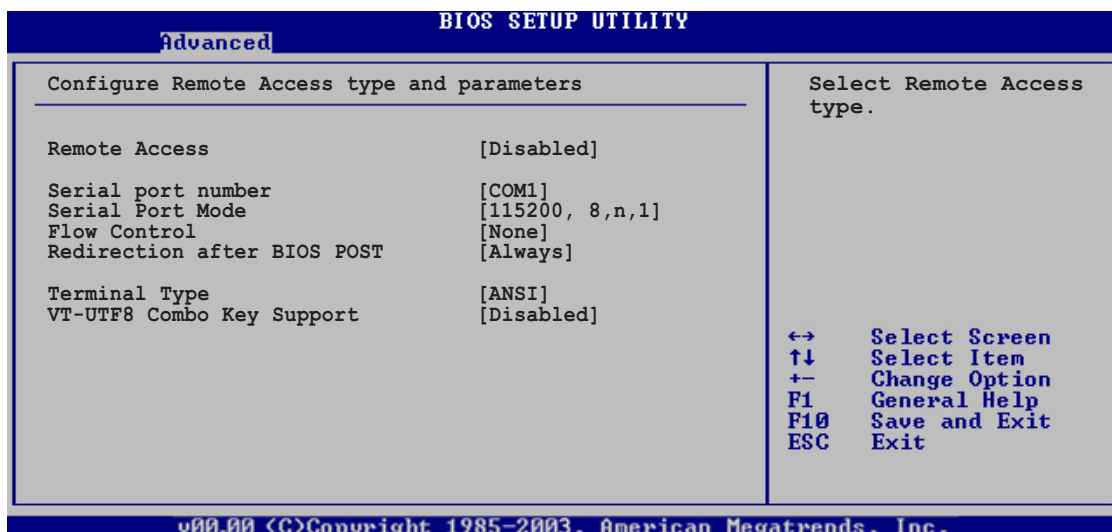 BIOS SETUP UTILITY
Advanced
Configure Remote Access type and parameters
Remote Access [Disabled]
Serial port number [COM1]
Serial Port Mode [115200, 8,n,1]
Flow Control [None]
Redirection after BIOS POST [Always]
Terminal Type [ANSI]
VT-UTF8 Combo Key Support [Disabled]
Select Remote Access
type.
←→ Select Screen
↑↓ Select Item
+− Change Option
F1 General Help
F10 Save and Exit
ESC Exit
v00.00 (C)Copyright 1985-2003, American Megatrends, Inc.